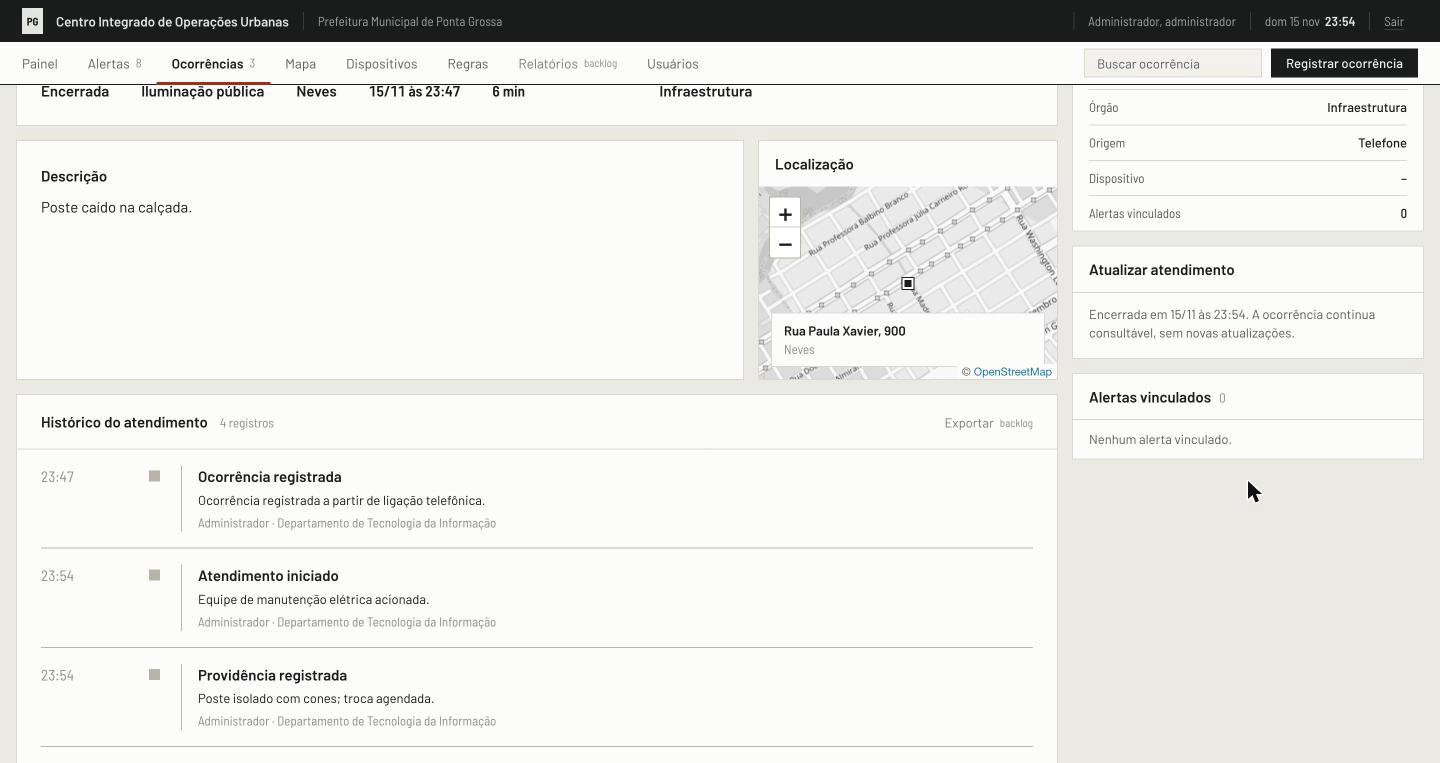 PG Centro Integrado de Operações Urbanas Prefeitura Municipal de Ponta Grossa Administrador, administrador dom 15 nov 23:54 Sair
Painel Alertas 8 Ocorrências 3 Mapa Dispositivos Regras Relatórios backlog Usuários Buscar ocorrência Registrar ocorrência
Encerrada Iluminação pública Neves 15/11 às 23:47 6 min Infraestrutura
Descrição
Poste caído na calçada.
Localização
+
−
Rua Professora Balbino Branco
Rua Professora Júlia Carneiro
Rua Washington
Rua Paula Xavier, 900
Neves
© OpenStreetMap
Histórico do atendimento 4 registros Exportar backlog
23:47 Ocorrência registrada
Ocorrência registrada a partir de ligação telefônica.
Administrador · Departamento de Tecnologia da Informação
23:54 Atendimento iniciado
Equipe de manutenção elétrica acionada.
Administrador · Departamento de Tecnologia da Informação
23:54 Providência registrada
Poste isolado com cones; troca agendada.
Administrador · Departamento de Tecnologia da Informação
Órgão Infraestrutura
Origem Telefone
Dispositivo –
Alertas vinculados 0
Atualizar atendimento
Encerrada em 15/11 às 23:54. A ocorrência continua
consultável, sem novas atualizações.
Alertas vinculados 0
Nenhum alerta vinculado.